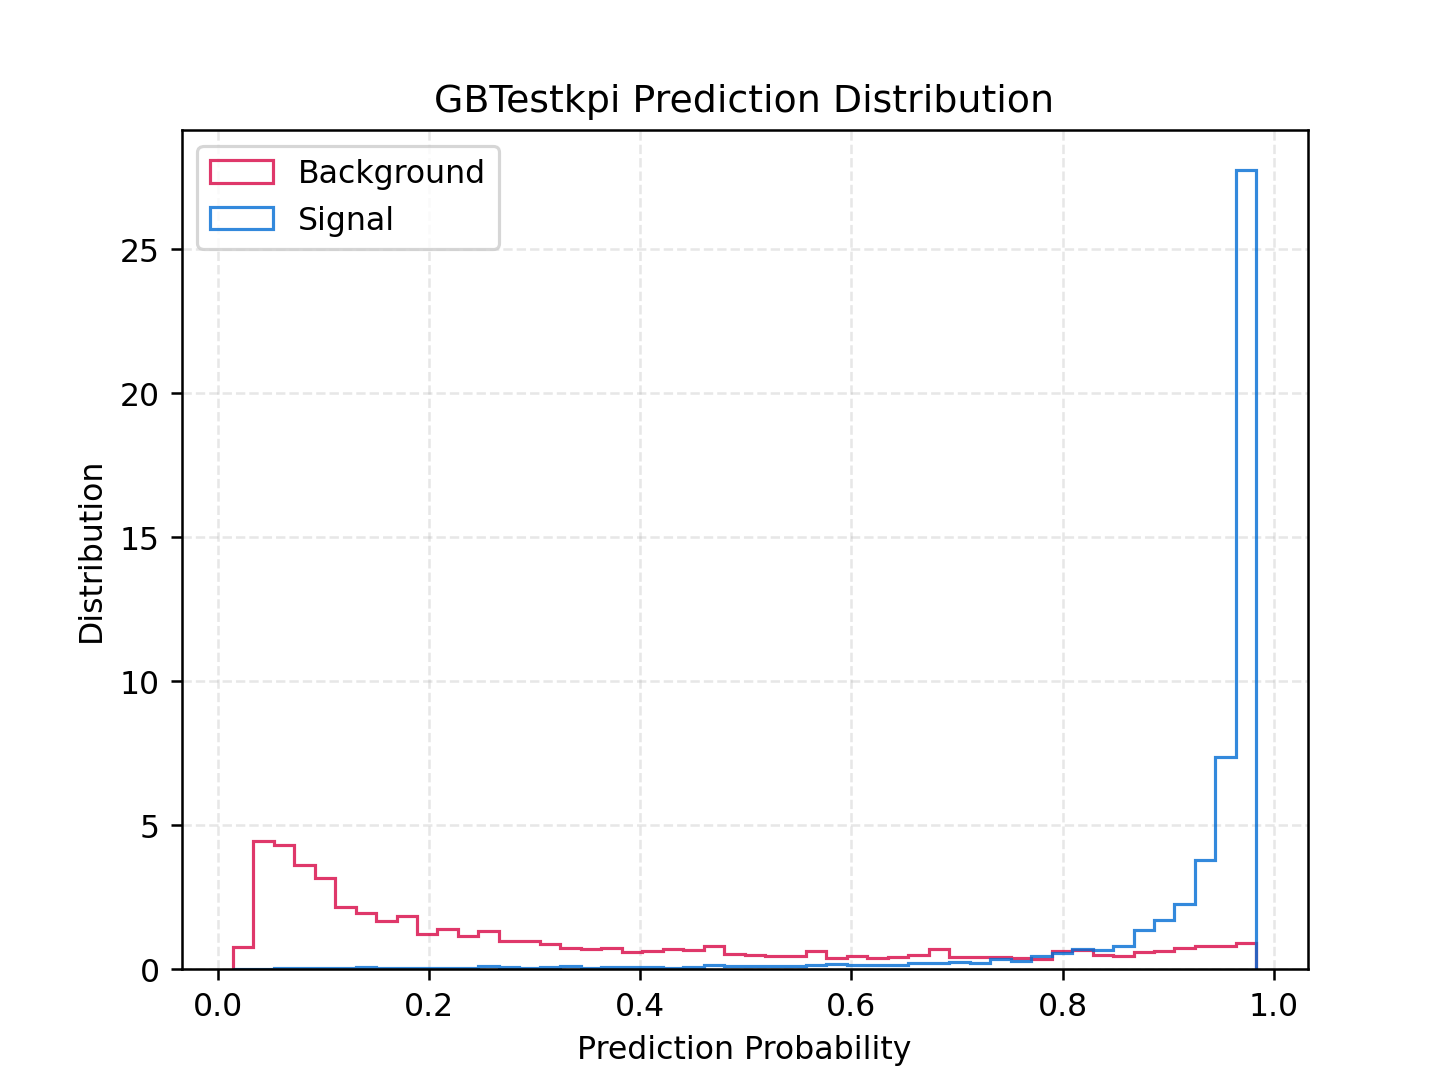 GBTestkpi Prediction Distribution
Background
Signal
25
20
15
10
5
0
Distribution
0.0 0.2 0.4 0.6 0.8 1.0
Prediction Probability